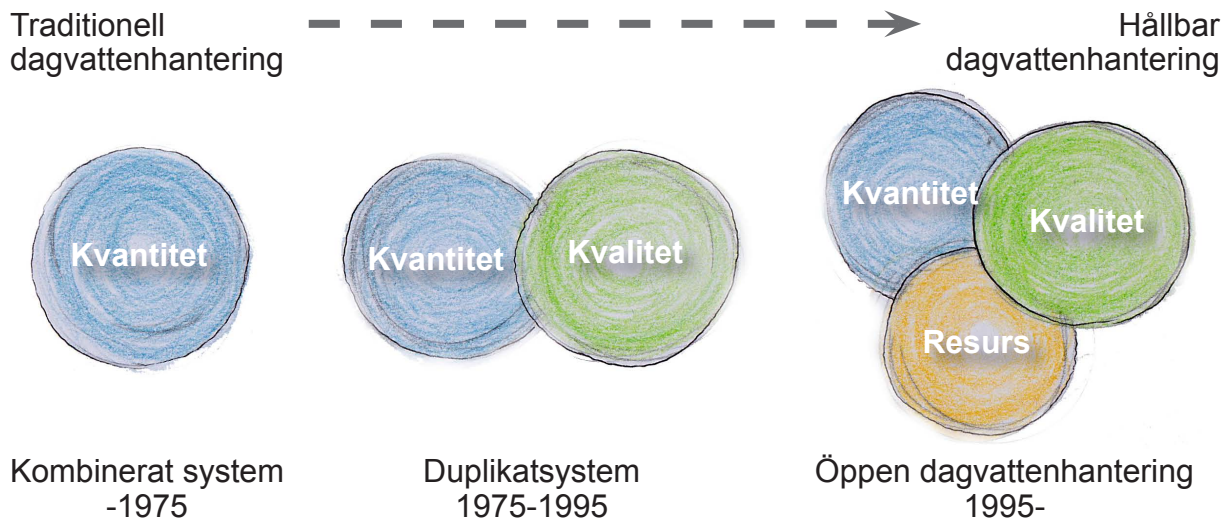 Traditionell
dagvattenhantering
Hållbar
dagvattenhantering
Kvantitet
Kvantitet
Kvalitet
Kvantitet
Kvalitet
Resurs
Kombinerat system
-1975
Duplikatsystem
1975-1995
Öppen dagvattenhantering
1995-